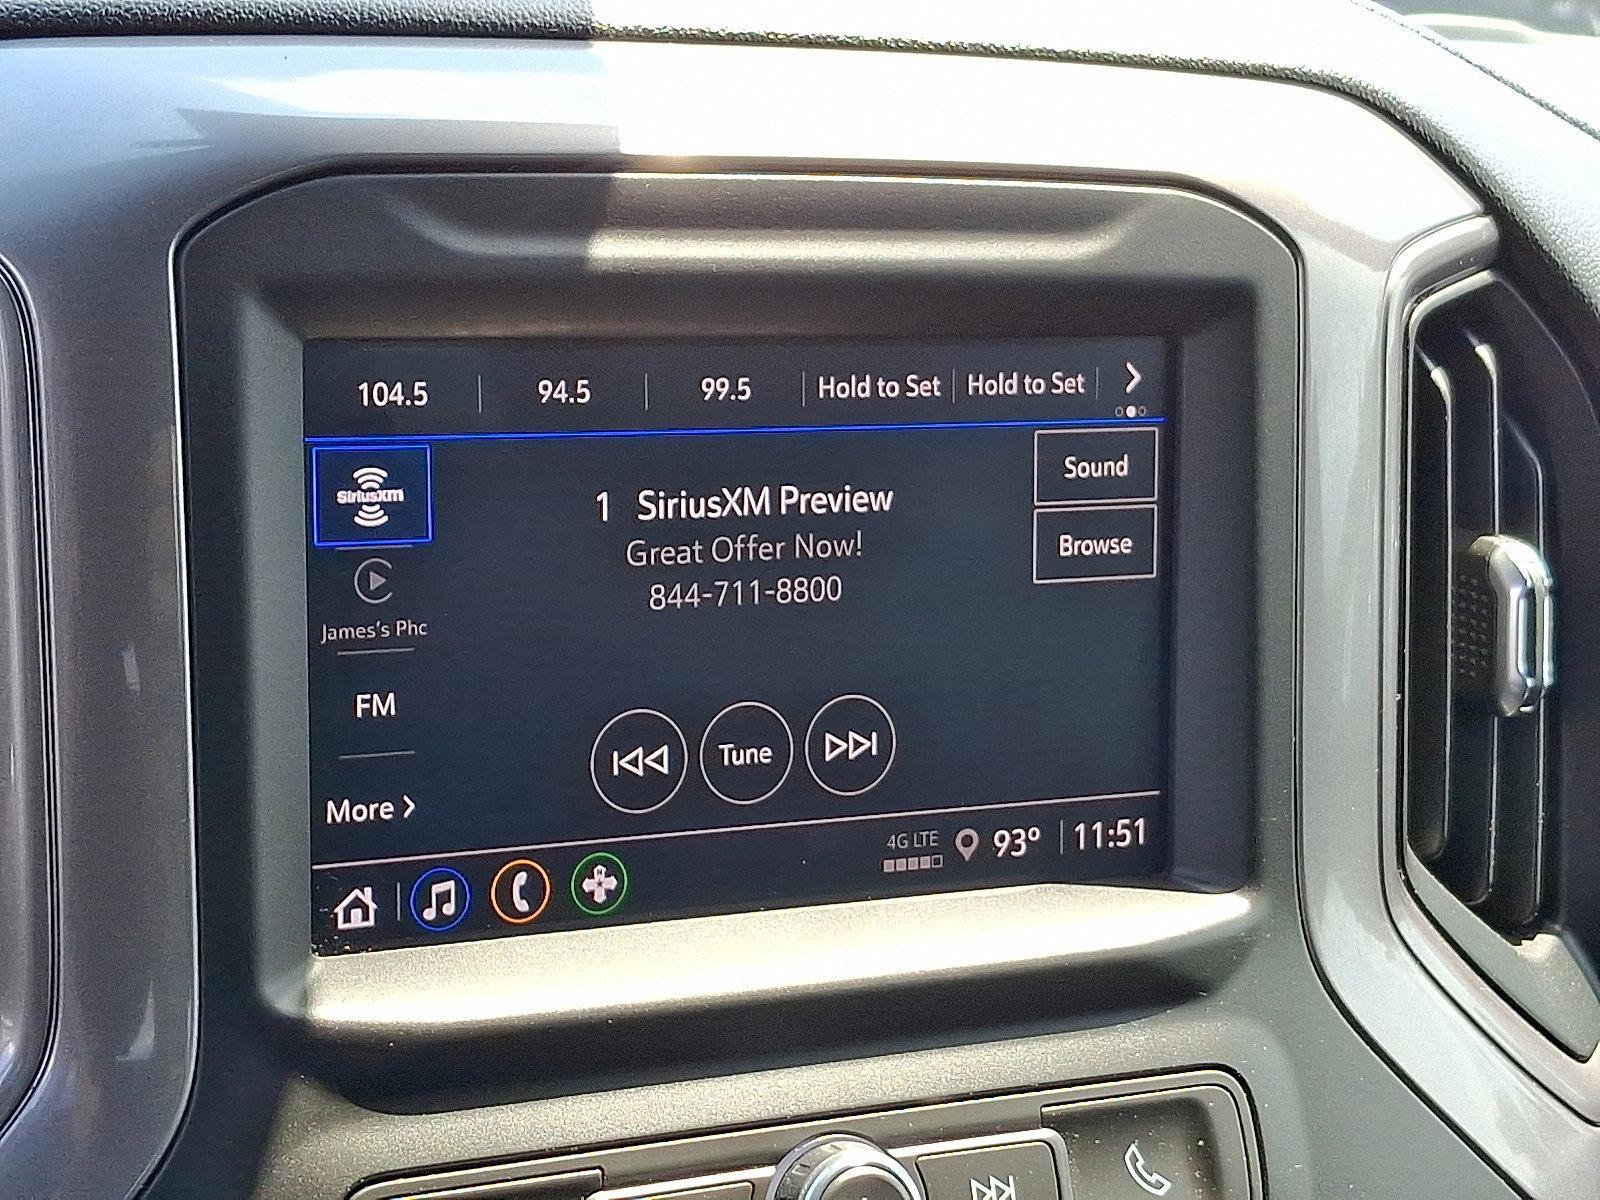 104.5 94.5 99.5 Hold to Set Hold to Set
SiriusXM
1 SiriusXM Preview
Great Offer Now!
844-711-8800
Sound
Browse
James's Phc
FM
Tune
More
4G LTE 93° 11:51